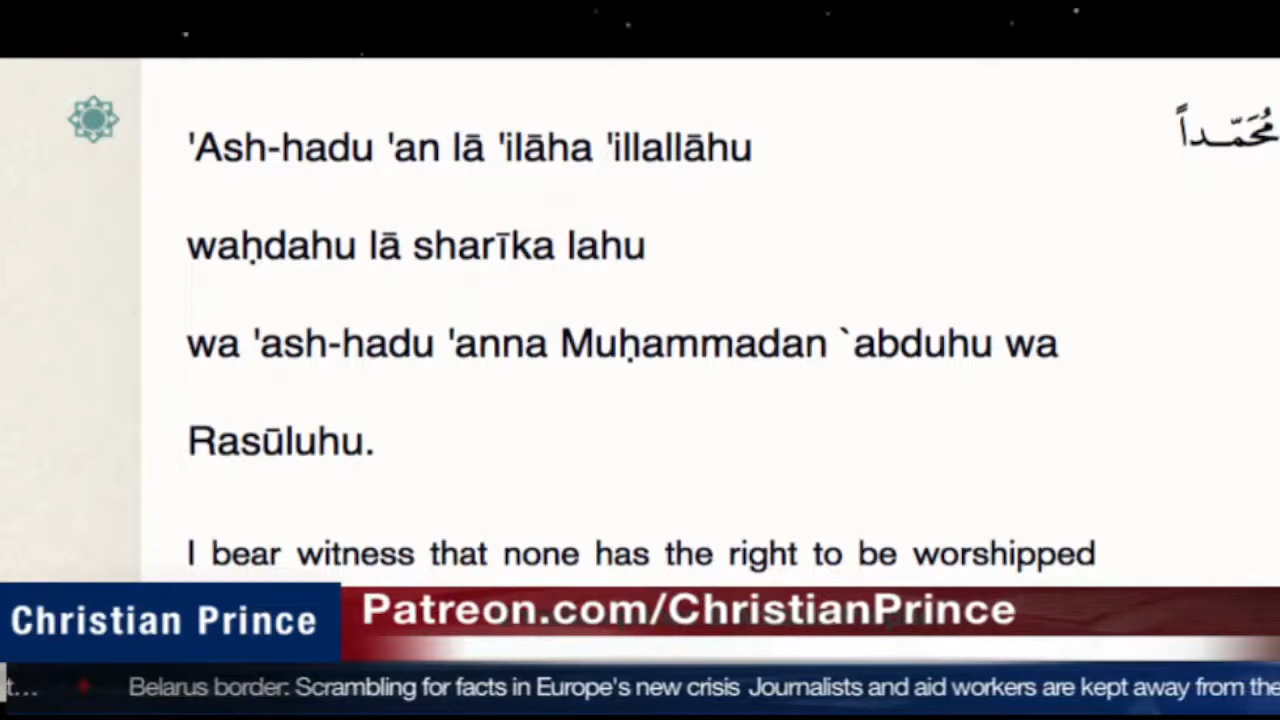 'Ash-hadu 'an lā 'ilāha 'illallāhu
مُحَمَّداً
waḥdahu lā sharīka lahu
wa 'ash-hadu 'anna Muḥammadan `abduhu wa
Rasūluhu.
I bear witness that none has the right to be worshipped
Christian Prince
Patreon.com/ChristianPrince
t... Belarus border: Scrambling for facts in Europe's new crisis Journalists and aid workers are kept away from the